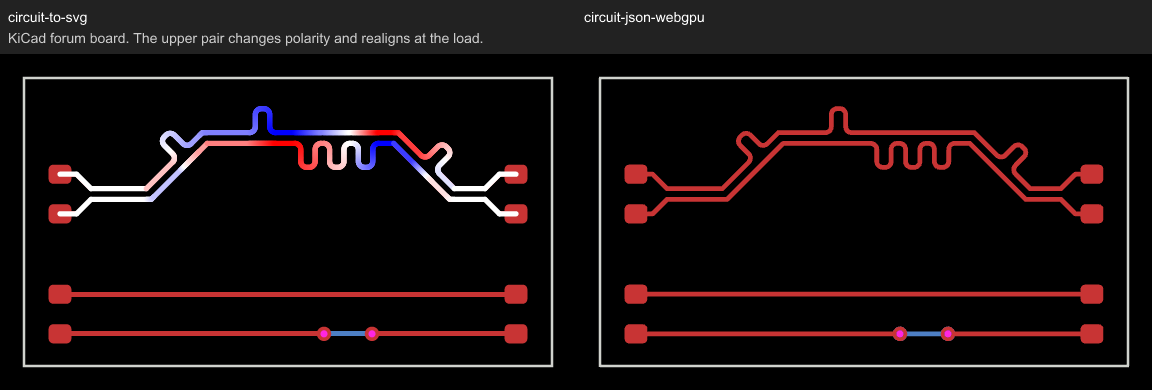 circuit-to-svg
circuit-json-webgpu
KiCad forum board. The upper pair changes polarity and realigns at the load.